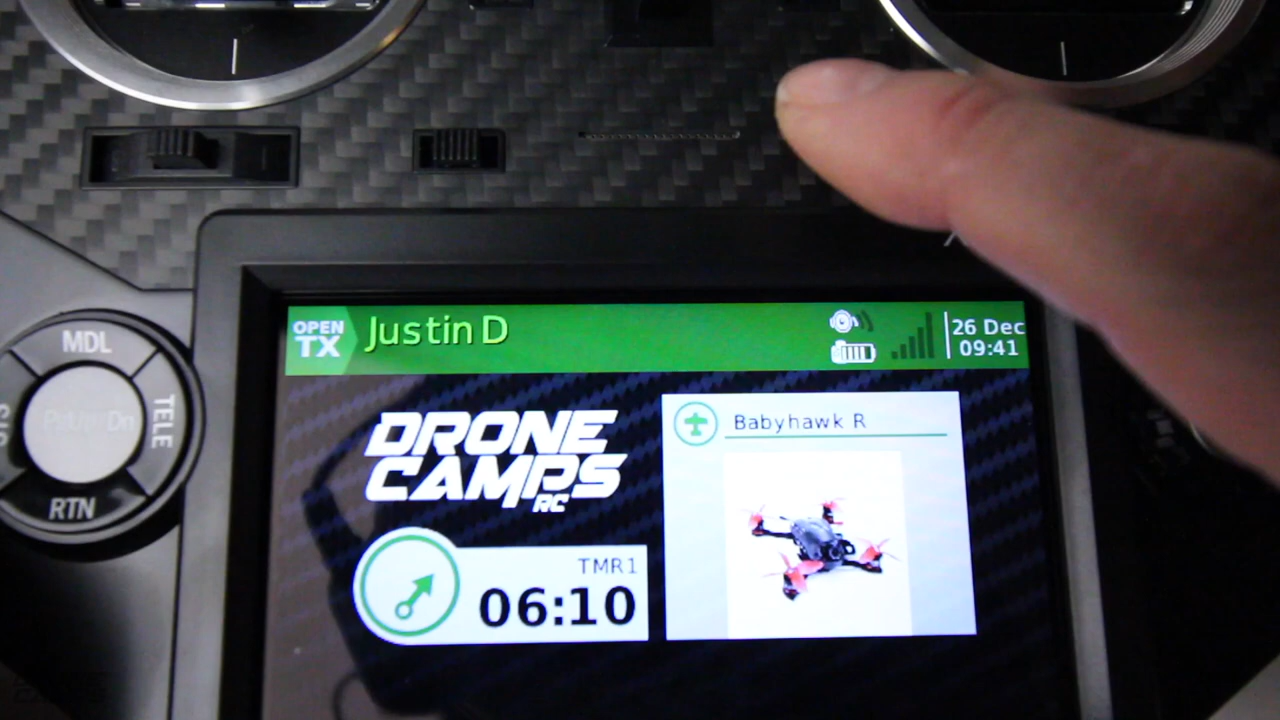 OPEN
TX
Justin D
26 Dec
09:41
MDL
TELE
RTN
DRONE
CAMPS
RC
TMR1
06:10
Babyhawk R